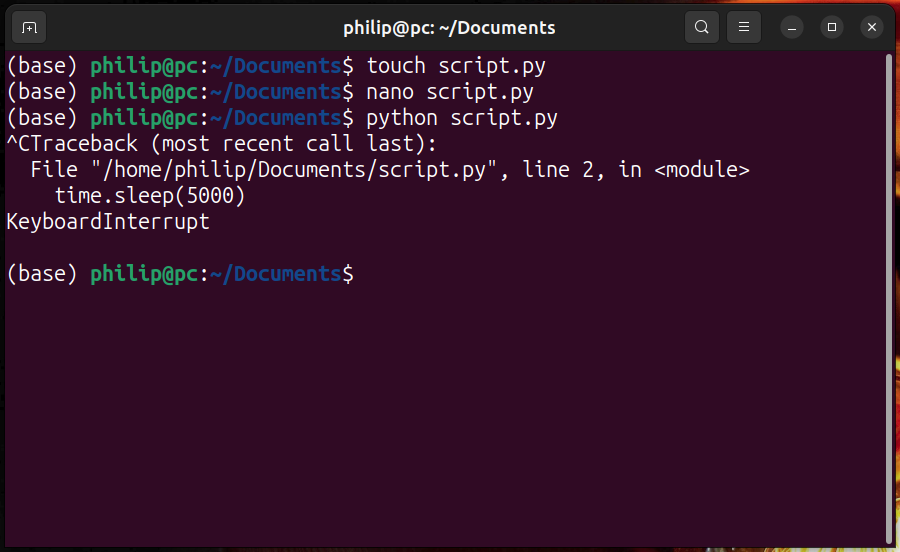 philip@pc: ~/Documents
(base) philip@pc:~/Documents$ touch script.py
(base) philip@pc:~/Documents$ nano script.py
(base) philip@pc:~/Documents$ python script.py
^CTraceback (most recent call last):
  File "/home/philip/Documents/script.py", line 2, in <module>
    time.sleep(5000)
KeyboardInterrupt
(base) philip@pc:~/Documents$